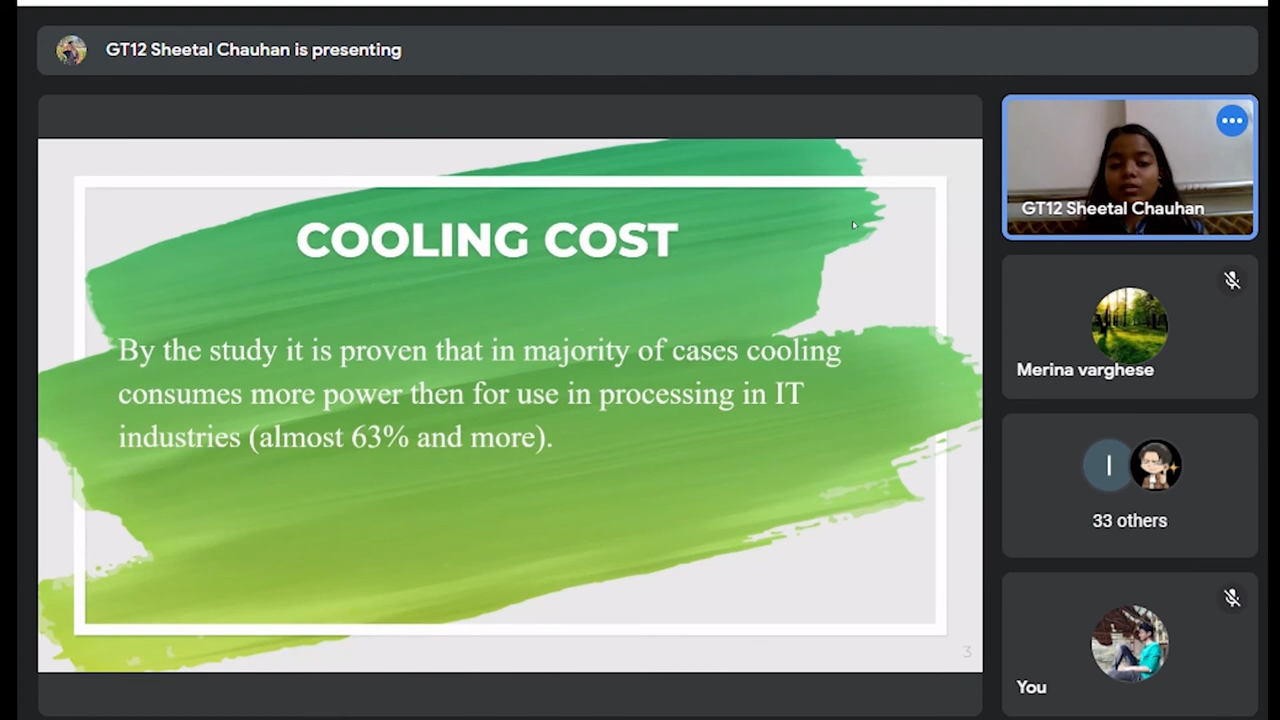 GT12 Sheetal Chauhan is presenting
COOLING COST
By the study it is proven that in majority of cases cooling
consumes more power then for use in processing in IT
industries (almost 63% and more).
3
GT12 Sheetal Chauhan
Merina varghese
I
33 others
You